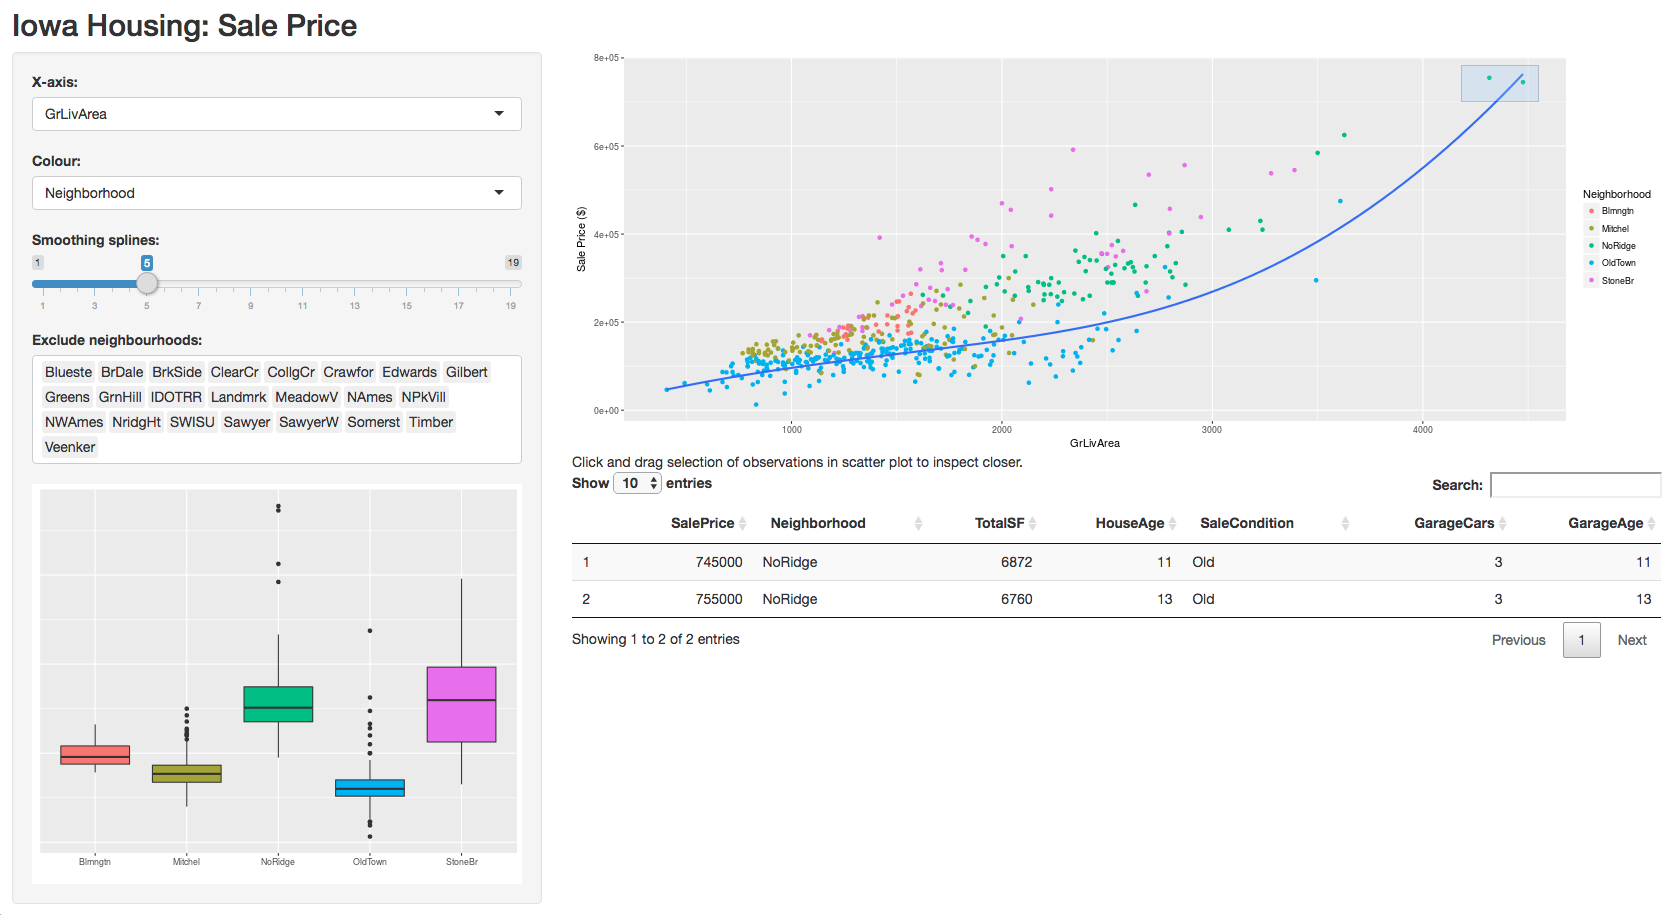 Iowa Housing: Sale Price
X-axis:
GrLivArea
Colour:
Neighborhood
Smoothing splines:
1 5 19
1 3 5 7 9 11 13 15 17 19
Exclude neighbourhoods:
Blueste BrDale BrkSide ClearCr CollgCr Crawfor Edwards Gilbert
Greens GrnHill IDOTRR Landmrk MeadowV NAmes NPkVill
NWAmes NridgHt SWISU Sawyer SawyerW Somerst Timber
Veenker
Blmngtn Mitchel NoRidge OldTown StoneBr
Sale Price ($)
8e+05
6e+05
4e+05
2e+05
0e+00
1000 2000 3000 4000
GrLivArea
Neighborhood
Blmngtn
Mitchel
NoRidge
OldTown
StoneBr
Click and drag selection of observations in scatter plot to inspect closer.
Show 10 entries Search:
SalePrice Neighborhood TotalSF HouseAge SaleCondition GarageCars GarageAge
1 745000 NoRidge 6872 11 Old 3 11
2 755000 NoRidge 6760 13 Old 3 13
Showing 1 to 2 of 2 entries Previous 1 Next